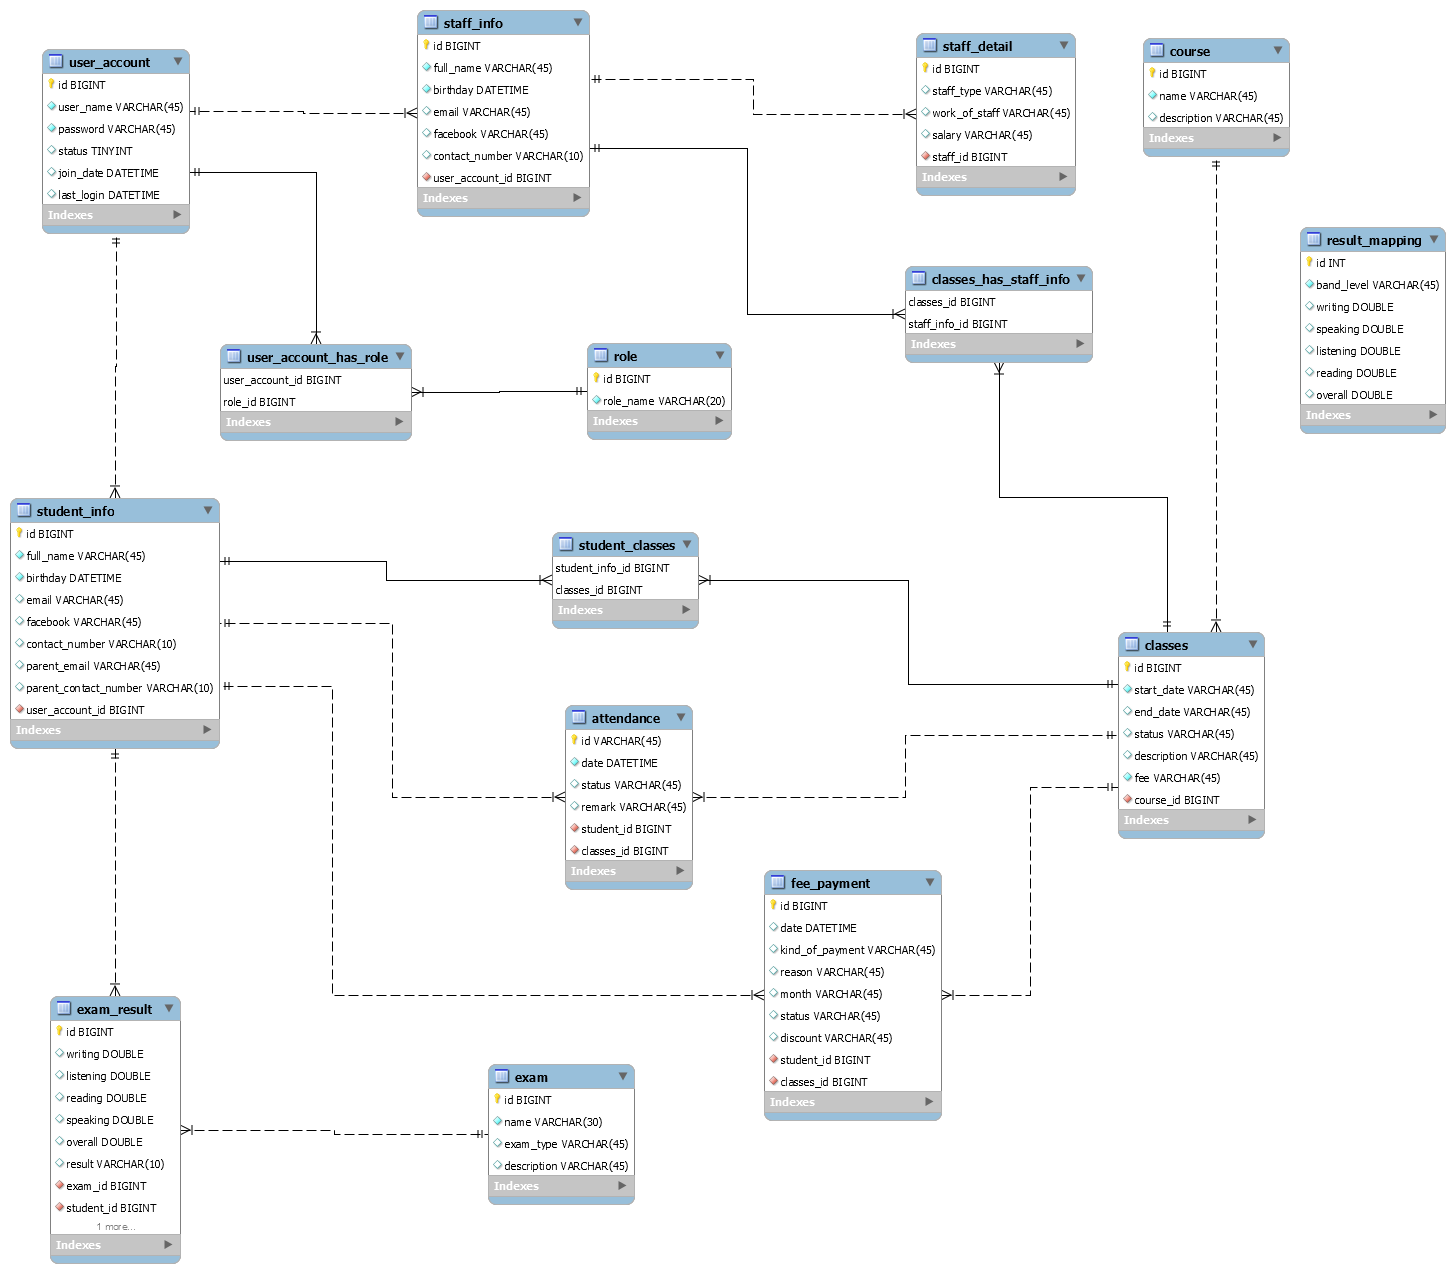 staff_info
id BIGINT
full_name VARCHAR(45)
birthday DATETIME
email VARCHAR(45)
facebook VARCHAR(45)
contact_number VARCHAR(10)
user_account_id BIGINT
Indexes
staff_detail
id BIGINT
staff_type VARCHAR(45)
work_of_staff VARCHAR(45)
salary VARCHAR(45)
staff_id BIGINT
Indexes
course
id BIGINT
name VARCHAR(45)
description VARCHAR(45)
Indexes
user_account
id BIGINT
user_name VARCHAR(45)
password VARCHAR(45)
status TINYINT
join_date DATETIME
last_login DATETIME
Indexes
result_mapping
id INT
band_level VARCHAR(45)
writing DOUBLE
speaking DOUBLE
listening DOUBLE
reading DOUBLE
overall DOUBLE
Indexes
classes_has_staff_info
classes_id BIGINT
staff_info_id BIGINT
Indexes
user_account_has_role
user_account_id BIGINT
role_id BIGINT
Indexes
role
id BIGINT
role_name VARCHAR(20)
Indexes
student_info
id BIGINT
full_name VARCHAR(45)
birthday DATETIME
email VARCHAR(45)
facebook VARCHAR(45)
contact_number VARCHAR(10)
parent_email VARCHAR(45)
parent_contact_number VARCHAR(10)
user_account_id BIGINT
Indexes
student_classes
student_info_id BIGINT
classes_id BIGINT
Indexes
classes
id BIGINT
start_date VARCHAR(45)
end_date VARCHAR(45)
status VARCHAR(45)
description VARCHAR(45)
fee VARCHAR(45)
course_id BIGINT
Indexes
attendance
id VARCHAR(45)
date DATETIME
status VARCHAR(45)
remark VARCHAR(45)
student_id BIGINT
classes_id BIGINT
Indexes
fee_payment
id BIGINT
date DATETIME
kind_of_payment VARCHAR(45)
reason VARCHAR(45)
month VARCHAR(45)
status VARCHAR(45)
discount VARCHAR(45)
student_id BIGINT
classes_id BIGINT
Indexes
exam_result
id BIGINT
writing DOUBLE
listening DOUBLE
reading DOUBLE
speaking DOUBLE
overall DOUBLE
result VARCHAR(10)
exam_id BIGINT
student_id BIGINT
1 more...
Indexes
exam
id BIGINT
name VARCHAR(30)
exam_type VARCHAR(45)
description VARCHAR(45)
Indexes